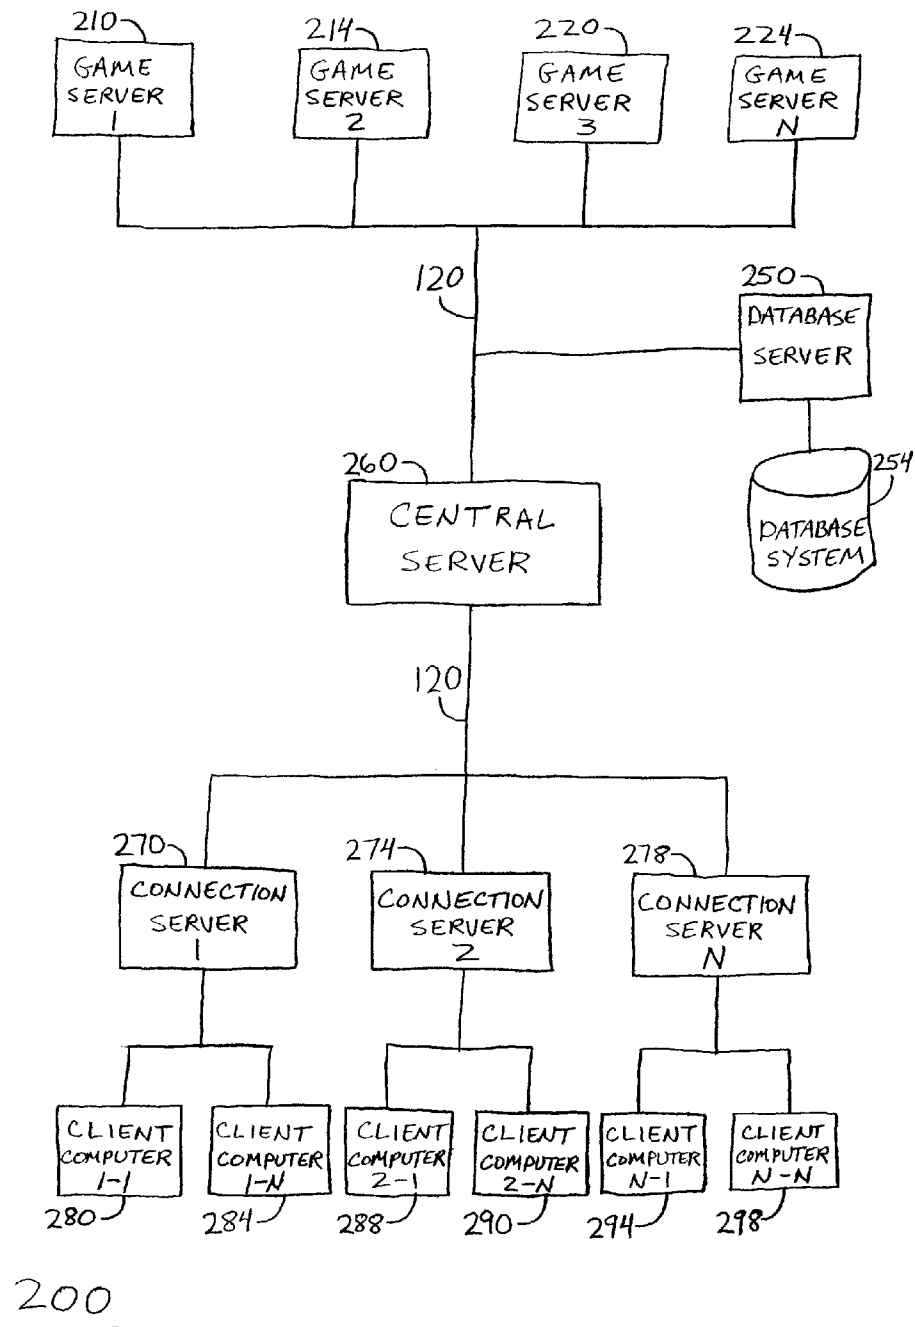 210
214
220
224
GAME
SERVER
1
GAME
SERVER
2
GAME
SERVER
3
GAME
SERVER
N
120
250
DATABASE
SERVER
260
254
CENTRAL
SERVER
DATABASE
SYSTEM
120
270
274
278
CONNECTION
SERVER
1
CONNECTION
SERVER
2
CONNECTION
SERVER
N
CLIENT
COMPUTER
1-1
CLIENT
COMPUTER
1-N
CLIENT
COMPUTER
2-1
CLIENT
COMPUTER
2-N
CLIENT
COMPUTER
N-1
CLIENT
COMPUTER
N-N
280
284
288
290
294
298
200